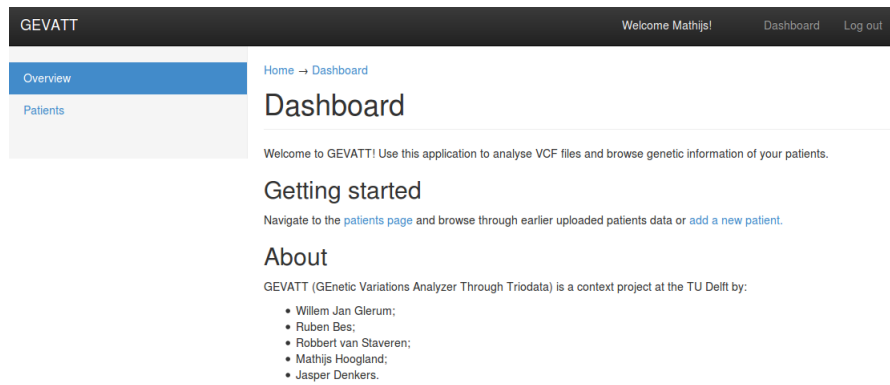 GEVATT Welcome Mathijs! Dashboard Log out
Overview
Patients
Home → Dashboard
Dashboard
Welcome to GEVATT! Use this application to analyse VCF files and browse genetic information of your patients.
Getting started
Navigate to the patients page and browse through earlier uploaded patients data or add a new patient.
About
GEVATT (GEnetic Variations Analyzer Through Triodata) is a context project at the TU Delft by:
• Willem Jan Glerum;
• Ruben Bes;
• Robbert van Staveren;
• Mathijs Hoogland;
• Jasper Denkers.